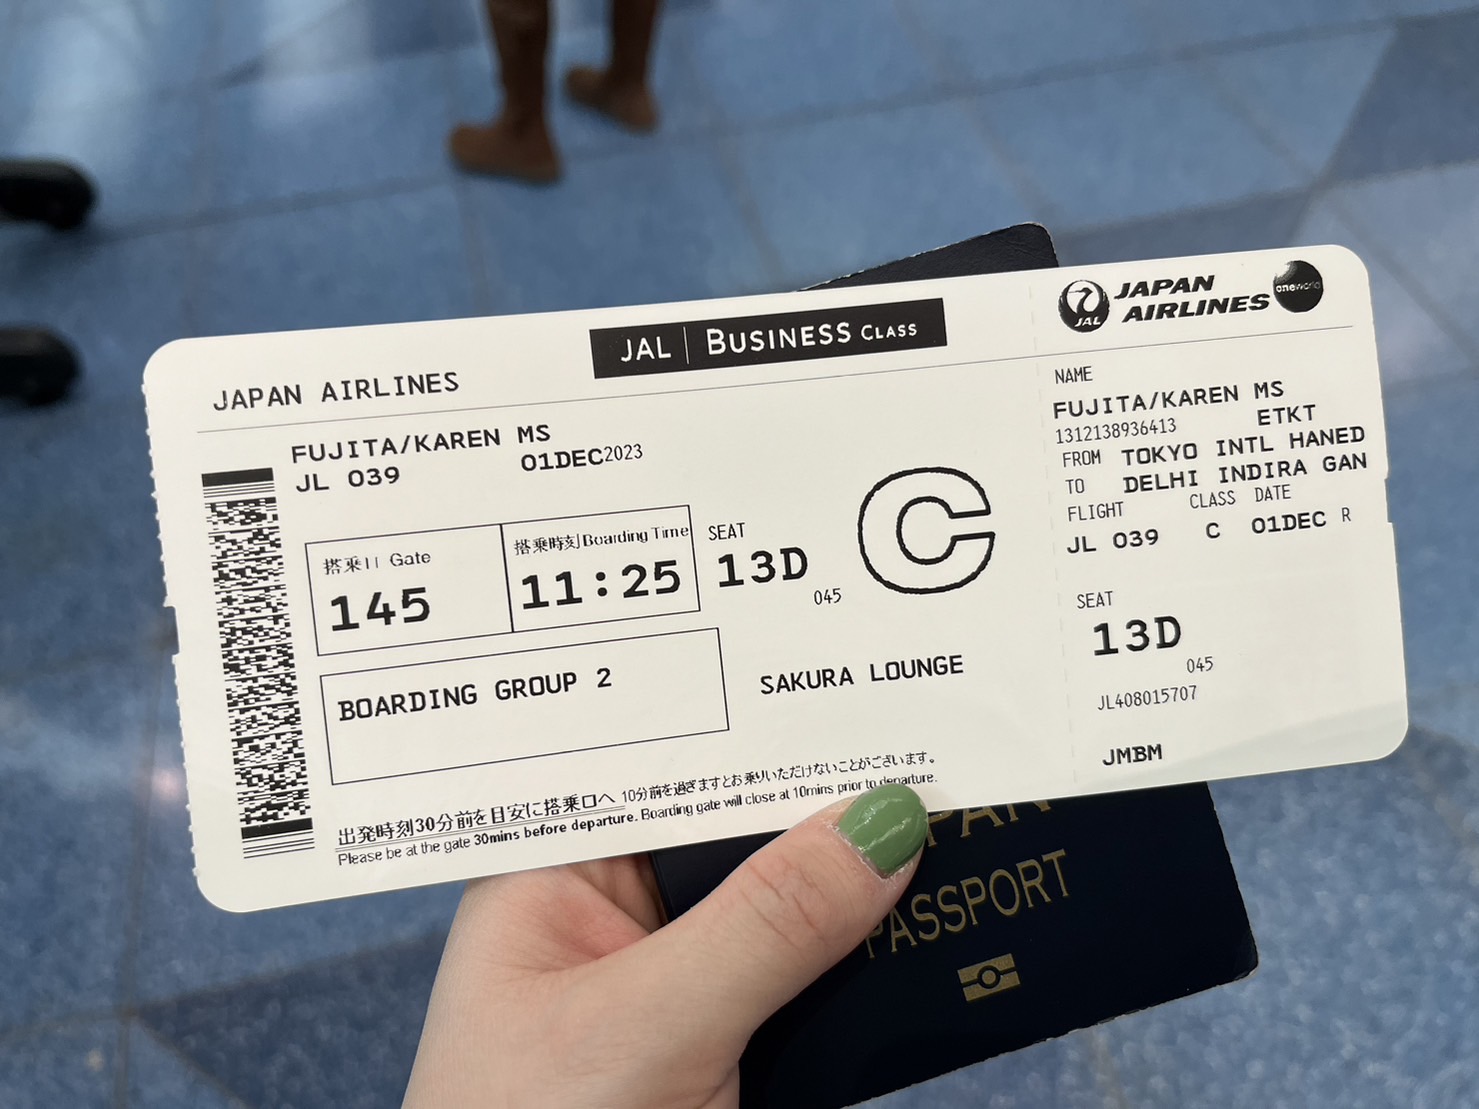 JAPAN AIRLINES
JAL | BUSINESS CLASS
FUJITA/KAREN MS
JL 039 01DEC2023
搭乗口 Gate
145
搭乗時刻 Boarding Time
11:25
SEAT
13D
045
C
BOARDING GROUP 2
SAKURA LOUNGE
出発時刻30分前を目安に搭乗口へ 10分前を過ぎますとお乗りいただけないことがございます。
Please be at the gate 30mins before departure. Boarding gate will close at 10mins prior to departure.
JAL
JAPAN
AIRLINES
oneworld
NAME
FUJITA/KAREN MS
1312138936413 ETKT
FROM TOKYO INTL HANED
TO DELHI INDIRA GAN
FLIGHT CLASS DATE
JL 039 C 01DEC R
SEAT
13D
045
JL408015707
JMBM
PAN
PASSPORT